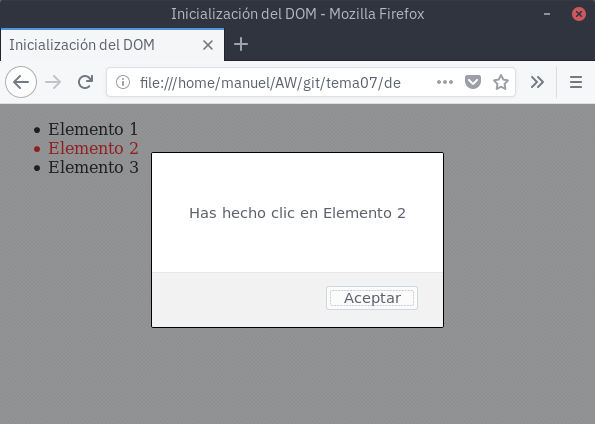 Inicialización del DOM - Mozilla Firefox
Inicialización del DOM
file:///home/manuel/AW/git/tema07/de
Elemento 1
Elemento 2
Elemento 3
Has hecho clic en Elemento 2
Aceptar